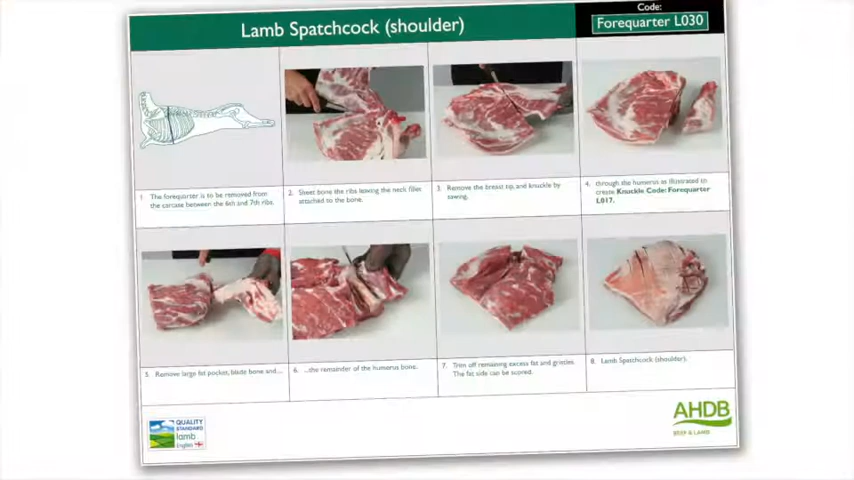 Lamb Spatchcock (shoulder)
Code:
Forequarter L030
1 The forequarter is to be removed from
the carcase between the 6th and 7th ribs.
2. Sheet bone the ribs leaving the neck fillet
attached to the bone.
3. Remove the breast tip, and knuckle by
sawing.
4. through the humerus as illustrated to
create Knuckle Code: Forequarter
L017.
5 Remove large fat pocket, blade bone and...
6. ...the remainder of the humerus bone.
7. Trim off remaining excess fat and gristle.
The fat side can be scored.
8. Lamb Spatchcock (shoulder).
QUALITY
STANDARD
lamb
English
AHDB
BEEF & LAMB